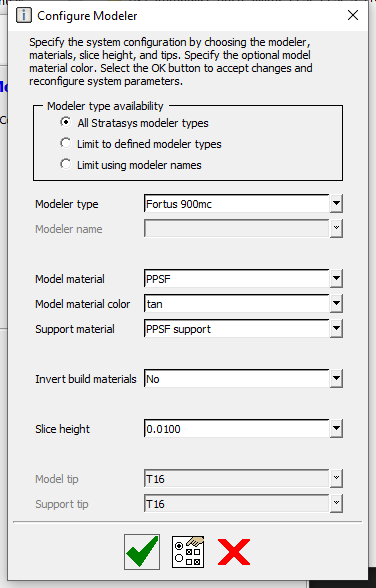 Configure Modeler
Specify the system configuration by choosing the modeler,
materials, slice height, and tips. Specify the optional model
material color. Select the OK button to accept changes and
reconfigure system parameters.
Modeler type availability
All Stratasys modeler types
Limit to defined modeler types
Limit using modeler names
Modeler type Fortus 900mc
Modeler name
Model material PPSF
Model material color tan
Support material PPSF support
Invert build materials No
Slice height 0.0100
Model tip T16
Support tip T16